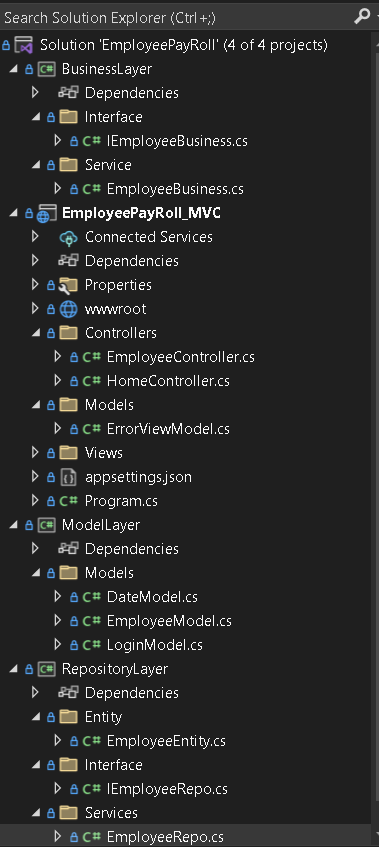 Search Solution Explorer (Ctrl+;)
Solution 'EmployeePayRoll' (4 of 4 projects)
C# BusinessLayer
Dependencies
Interface
C# IEmployeeBusiness.cs
Service
C# EmployeeBusiness.cs
EmployeePayRoll_MVC
Connected Services
Dependencies
Properties
wwwroot
Controllers
C# EmployeeController.cs
C# HomeController.cs
Models
C# ErrorViewModel.cs
Views
appsettings.json
C# Program.cs
C# ModelLayer
Dependencies
Models
C# DateModel.cs
C# EmployeeModel.cs
C# LoginModel.cs
C# RepositoryLayer
Dependencies
Entity
C# EmployeeEntity.cs
Interface
C# IEmployeeRepo.cs
Services
C# EmployeeRepo.cs